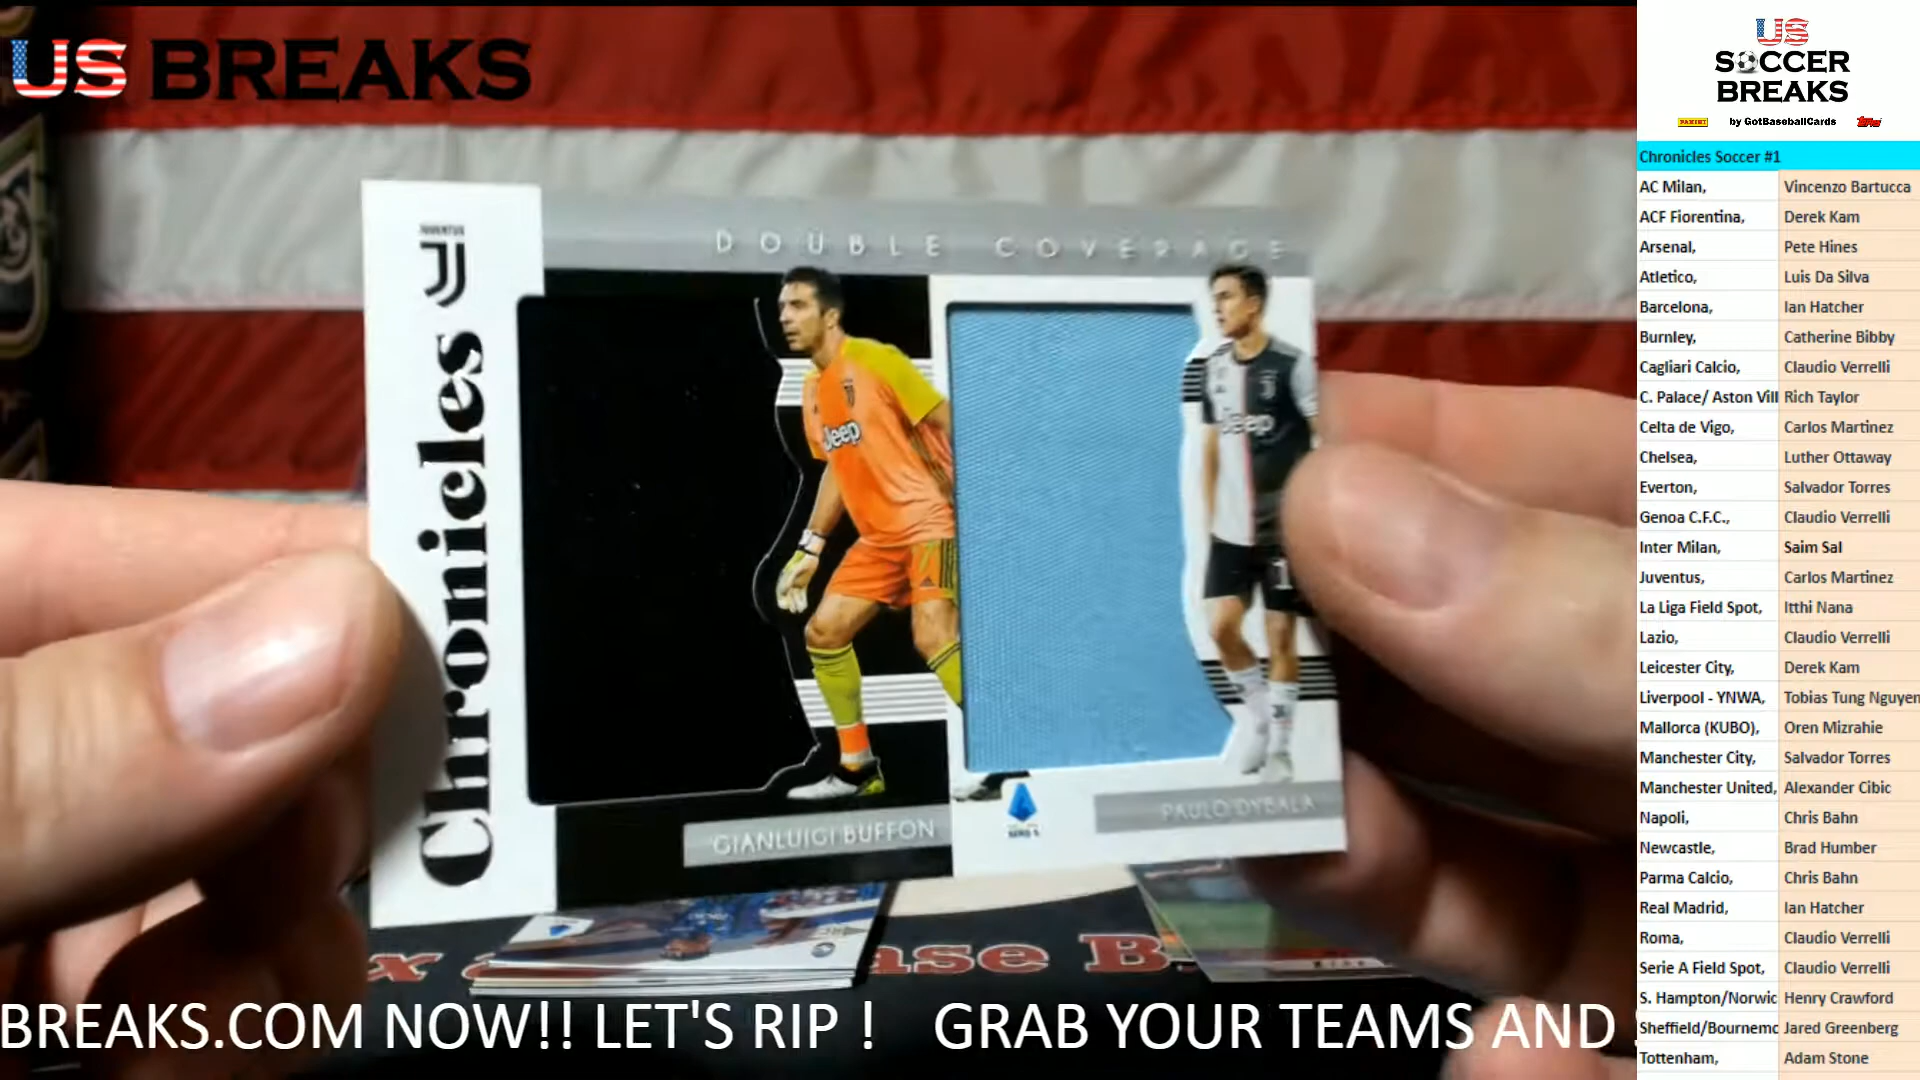 US BREAKS
US
SOCCER
BREAKS
PANINI by GotBaseballCards Topps
Chronicles Soccer #1
AC Milan, Vincenzo Bartucca
ACF Fiorentina, Derek Kam
Arsenal, Pete Hines
Atletico, Luis Da Silva
Barcelona, Ian Hatcher
Burnley, Catherine Bibby
Cagliari Calcio, Claudio Verrelli
C. Palace/ Aston Vill Rich Taylor
Celta de Vigo, Carlos Martinez
Chelsea, Luther Ottaway
Everton, Salvador Torres
Genoa C.F.C., Claudio Verrelli
Inter Milan, Saim Sal
Juventus, Carlos Martinez
La Liga Field Spot, Itthi Nana
Lazio, Claudio Verrelli
Leicester City, Derek Kam
Liverpool - YNWA, Tobias Tung Nguyen
Mallorca (KUBO), Oren Mizrahie
Manchester City, Salvador Torres
Manchester United, Alexander Cibic
Napoli, Chris Bahn
Newcastle, Brad Humber
Parma Calcio, Chris Bahn
Real Madrid, Ian Hatcher
Roma, Claudio Verrelli
Serie A Field Spot, Claudio Verrelli
S. Hampton/Norwic Henry Crawford
Sheffield/Bournemo Jared Greenberg
Tottenham, Adam Stone
JUVENTUS
DOUBLE COVERAGE
Chronicles
Jeep
Jeep
7
1
GIANLUIGI BUFFON
PAULO DYBALA
x ase B
BREAKS.COM NOW!! LET'S RIP ! GRAB YOUR TEAMS AND